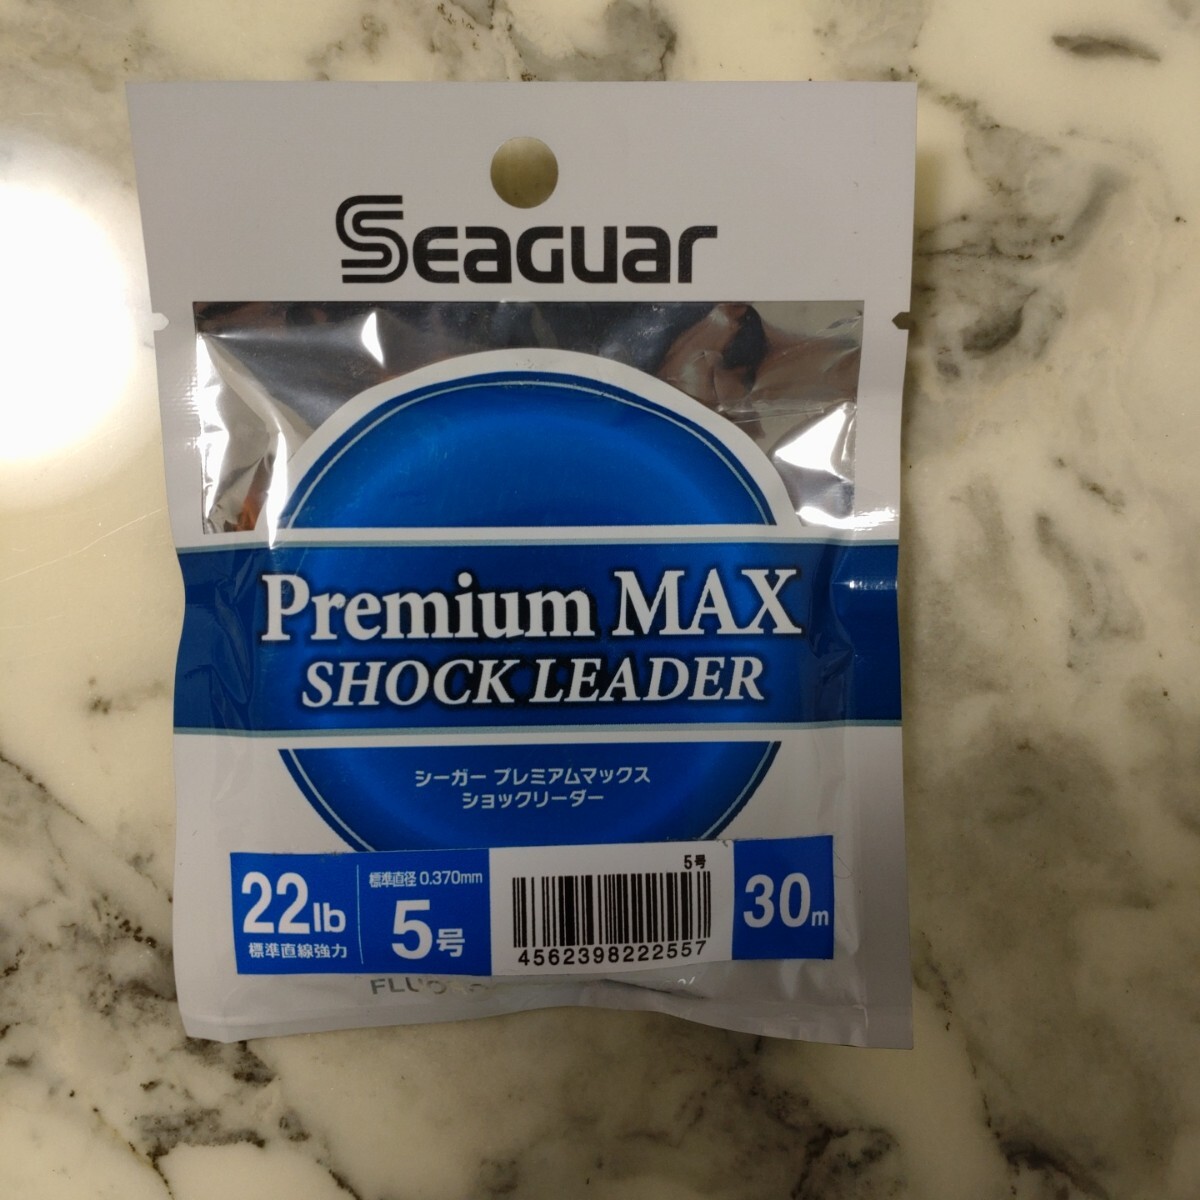 Seaguar
Premium MAX
SHOCK LEADER
シーガー プレミアムマックス
ショックリーダー
22lb
標準直線強力
標準直径 0.370mm
5号
5号
4562398222557
30m